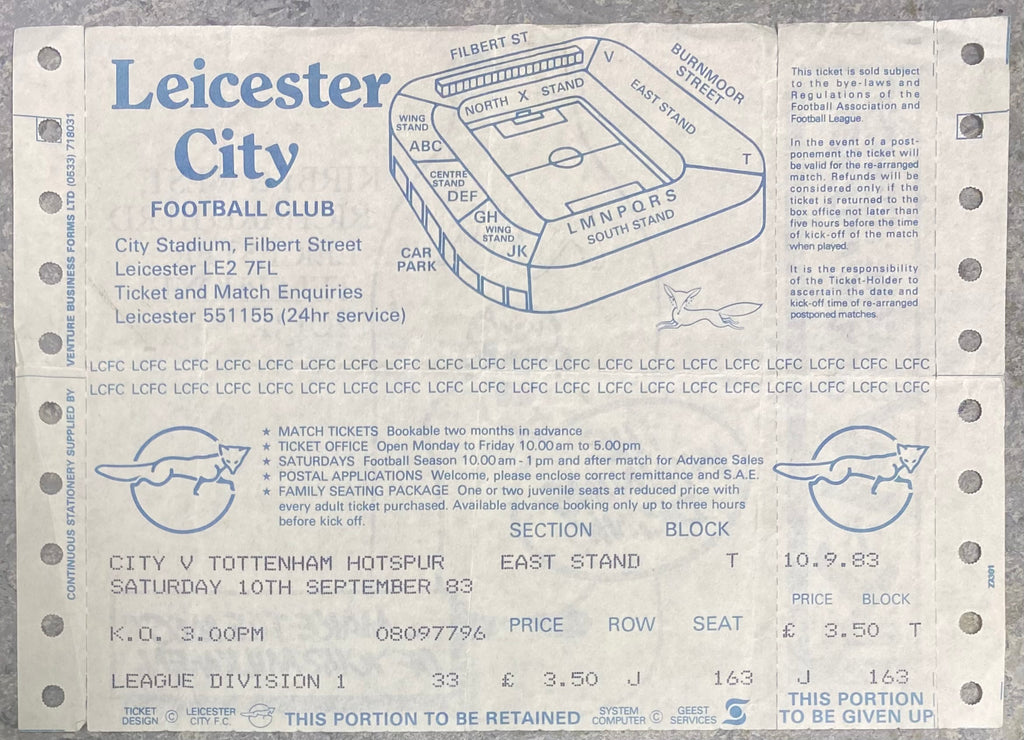 Leicester
City
FOOTBALL CLUB
City Stadium, Filbert Street
Leicester LE2 7FL
Ticket and Match Enquiries
Leicester 551155 (24hr service)
FILBERT ST
BURNMOOR
STREET
V
NORTH X STAND
EAST STAND
T
WING
STAND
ABC
CENTRE
STAND
DEF
GH
WING
STAND
JK
L M N P Q R S
SOUTH STAND
CAR
PARK
This ticket is sold subject
to the bye-laws and
Regulations of the
Football Association and
Football League.
In the event of a post-
ponement the ticket will
be valid for the re-arranged
match. Refunds will be
considered only if the
ticket is returned to the
box office not later than
five hours before the time
of kick-off of the match
when played.
It is the responsibility
of the Ticket-Holder to
ascertain the date and
kick-off time of re-arranged
postponed matches.
VENTURE BUSINESS FORMS LTD (0533) 718031
CONTINUOUS STATIONERY SUPPLIED BY
LCFC LCFC LCFC LCFC LCFC LCFC LCFC LCFC LCFC LCFC LCFC LCFC LCFC LCFC LCFC LCFC LCFC LCFC LCFC LCFC
LCFC LCFC LCFC LCFC LCFC LCFC LCFC LCFC LCFC LCFC LCFC LCFC LCFC LCFC LCFC LCFC LCFC LCFC LCFC LCFC
★ MATCH TICKETS Bookable two months in advance
★ TICKET OFFICE Open Monday to Friday 10.00 am to 5.00 pm
★ SATURDAYS Football Season 10.00 am - 1 pm and after match for Advance Sales
★ POSTAL APPLICATIONS Welcome, please enclose correct remittance and S.A.E.
★ FAMILY SEATING PACKAGE One or two juvenile seats at reduced price with
every adult ticket purchased. Available advance booking only up to three hours
before kick off.
SECTION BLOCK
CITY V TOTTENHAM HOTSPUR EAST STAND T 10.9.83
SATURDAY 10TH SEPTEMBER 83
PRICE BLOCK
K.O. 3.00PM 08097796 PRICE ROW SEAT £ 3.50 T
LEAGUE DIVISION 1 33 £ 3.50 J 163 J 163
TICKET
DESIGN © LEICESTER
CITY F.C.
THIS PORTION TO BE RETAINED
SYSTEM
COMPUTER © GEEST
SERVICES
THIS PORTION
TO BE GIVEN UP